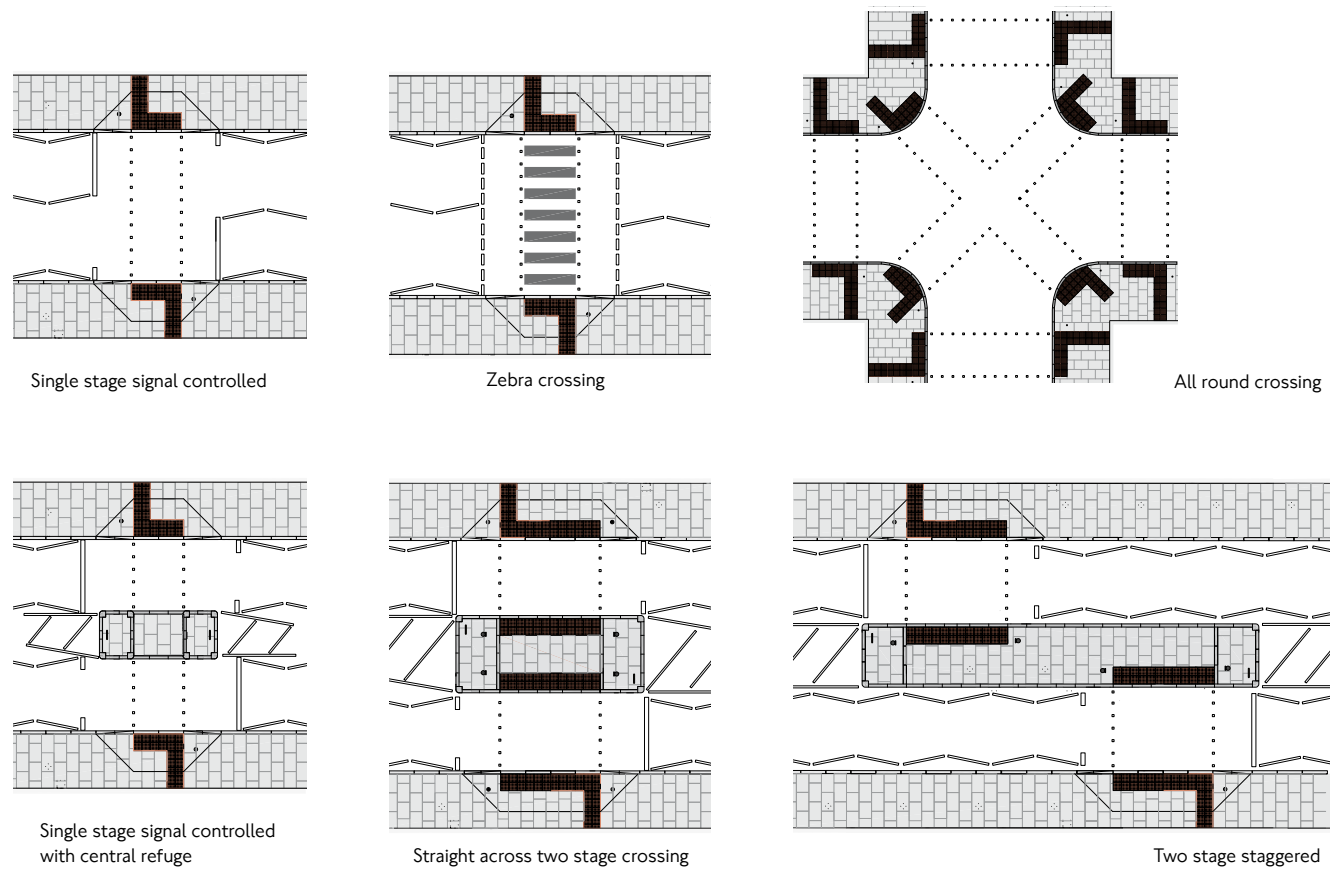 Single stage signal controlled
Zebra crossing
All round crossing
Single stage signal controlled
with central refuge
Straight across two stage crossing
Two stage staggered